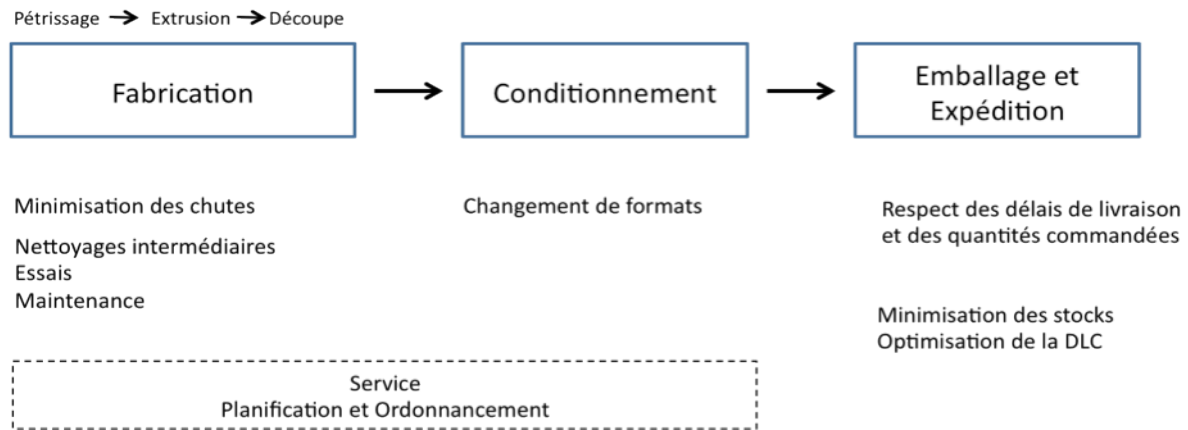 Pétrissage Extrusion Découpe
Fabrication
Conditionnement
Emballage et
Expédition
Minimisation des chutes
Nettoyages intermédiaires
Essais
Maintenance
Changement de formats
Respect des délais de livraison
et des quantités commandées
Minimisation des stocks
Optimisation de la DLC
Service
Planification et Ordonnancement